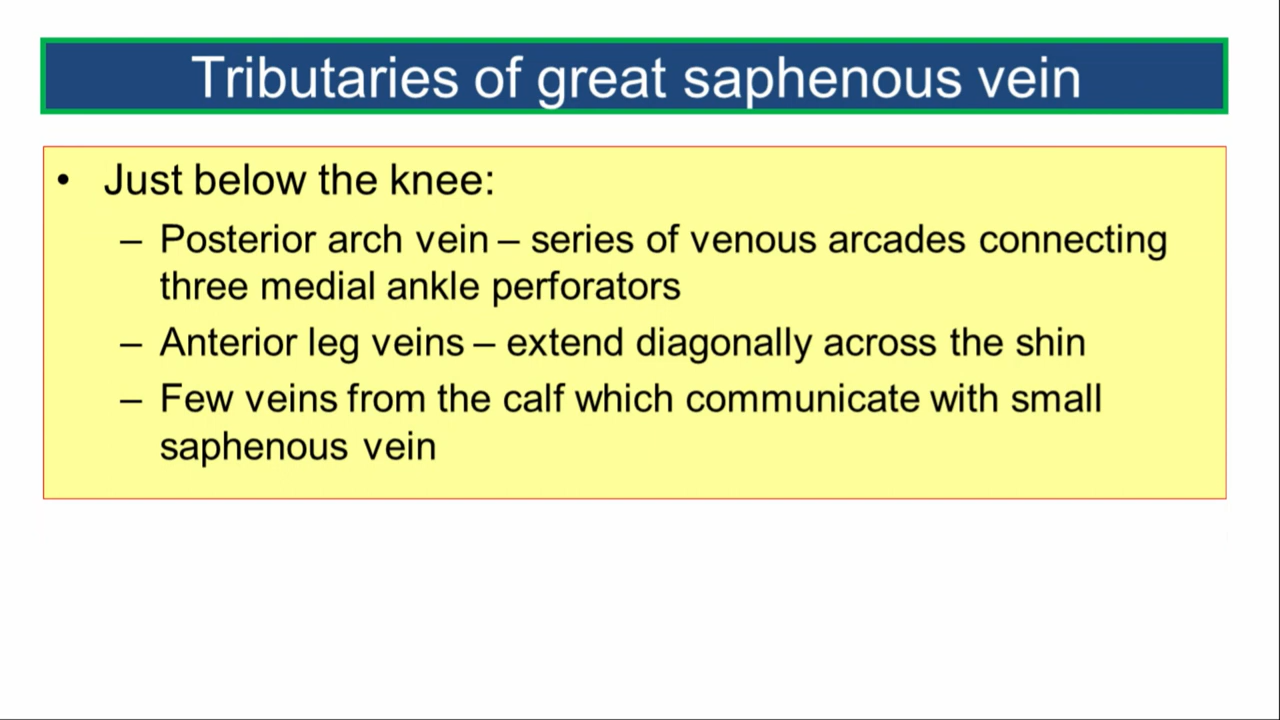 Tributaries of great saphenous vein
• Just below the knee:
– Posterior arch vein – series of venous arcades connecting
three medial ankle perforators
– Anterior leg veins – extend diagonally across the shin
– Few veins from the calf which communicate with small
saphenous vein